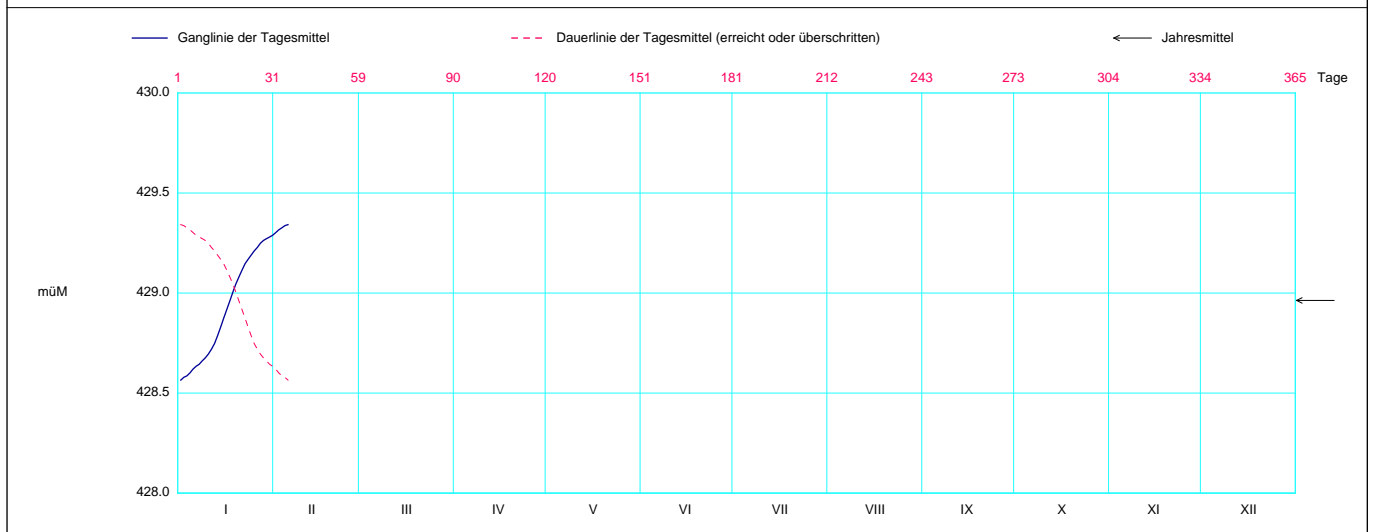 Ganglinie der Tagesmittel Dauerlinie der Tagesmittel (erreicht oder überschritten) Jahresmittel
1 31 59 90 120 151 181 212 243 273 304 334 365 Tage
430.0
429.5
müM 429.0
428.5
428.0
I II III IV V VI VII VIII IX X XI XII